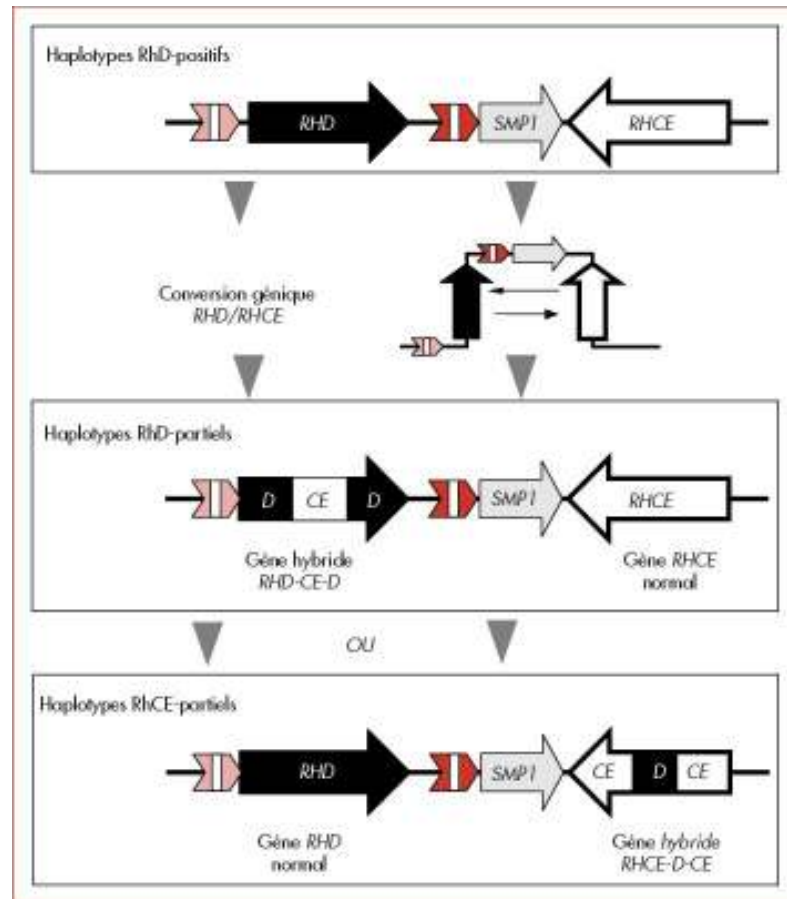 Haplotypes RhD-positifs
RHD SMP1 RHCE
Conversion génique
RHD/RHCE
Haplotypes RhD-partiels
D CE D SMP1 RHCE
Gène hybride
RHD-CE-D
Gène RHCE
normal
OU
Haplotypes RhCE-partiels
RHD SMP1 CE D CE
Gène RHD
normal
Gène hybride
RHCE-D-CE